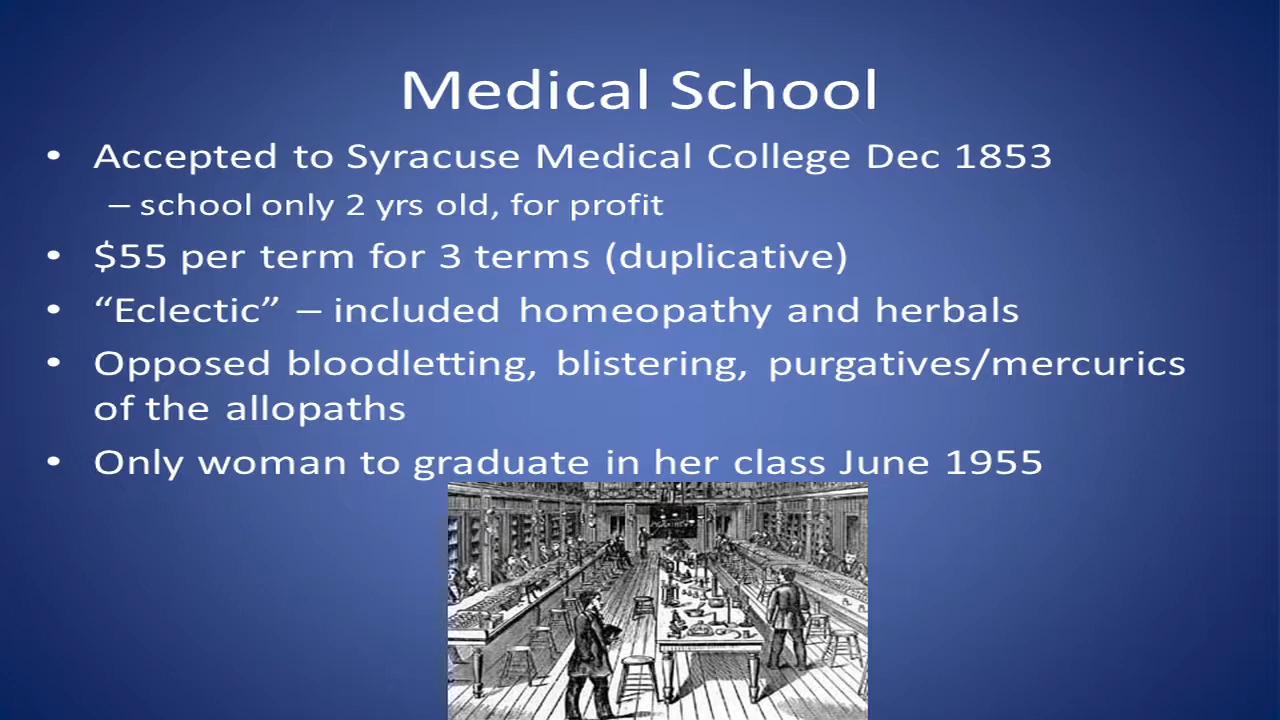 Medical School
• Accepted to Syracuse Medical College Dec 1853
– school only 2 yrs old, for profit
• $55 per term for 3 terms (duplicative)
• “Eclectic” – included homeopathy and herbals
• Opposed bloodletting, blistering, purgatives/mercurics
of the allopaths
• Only woman to graduate in her class June 1955